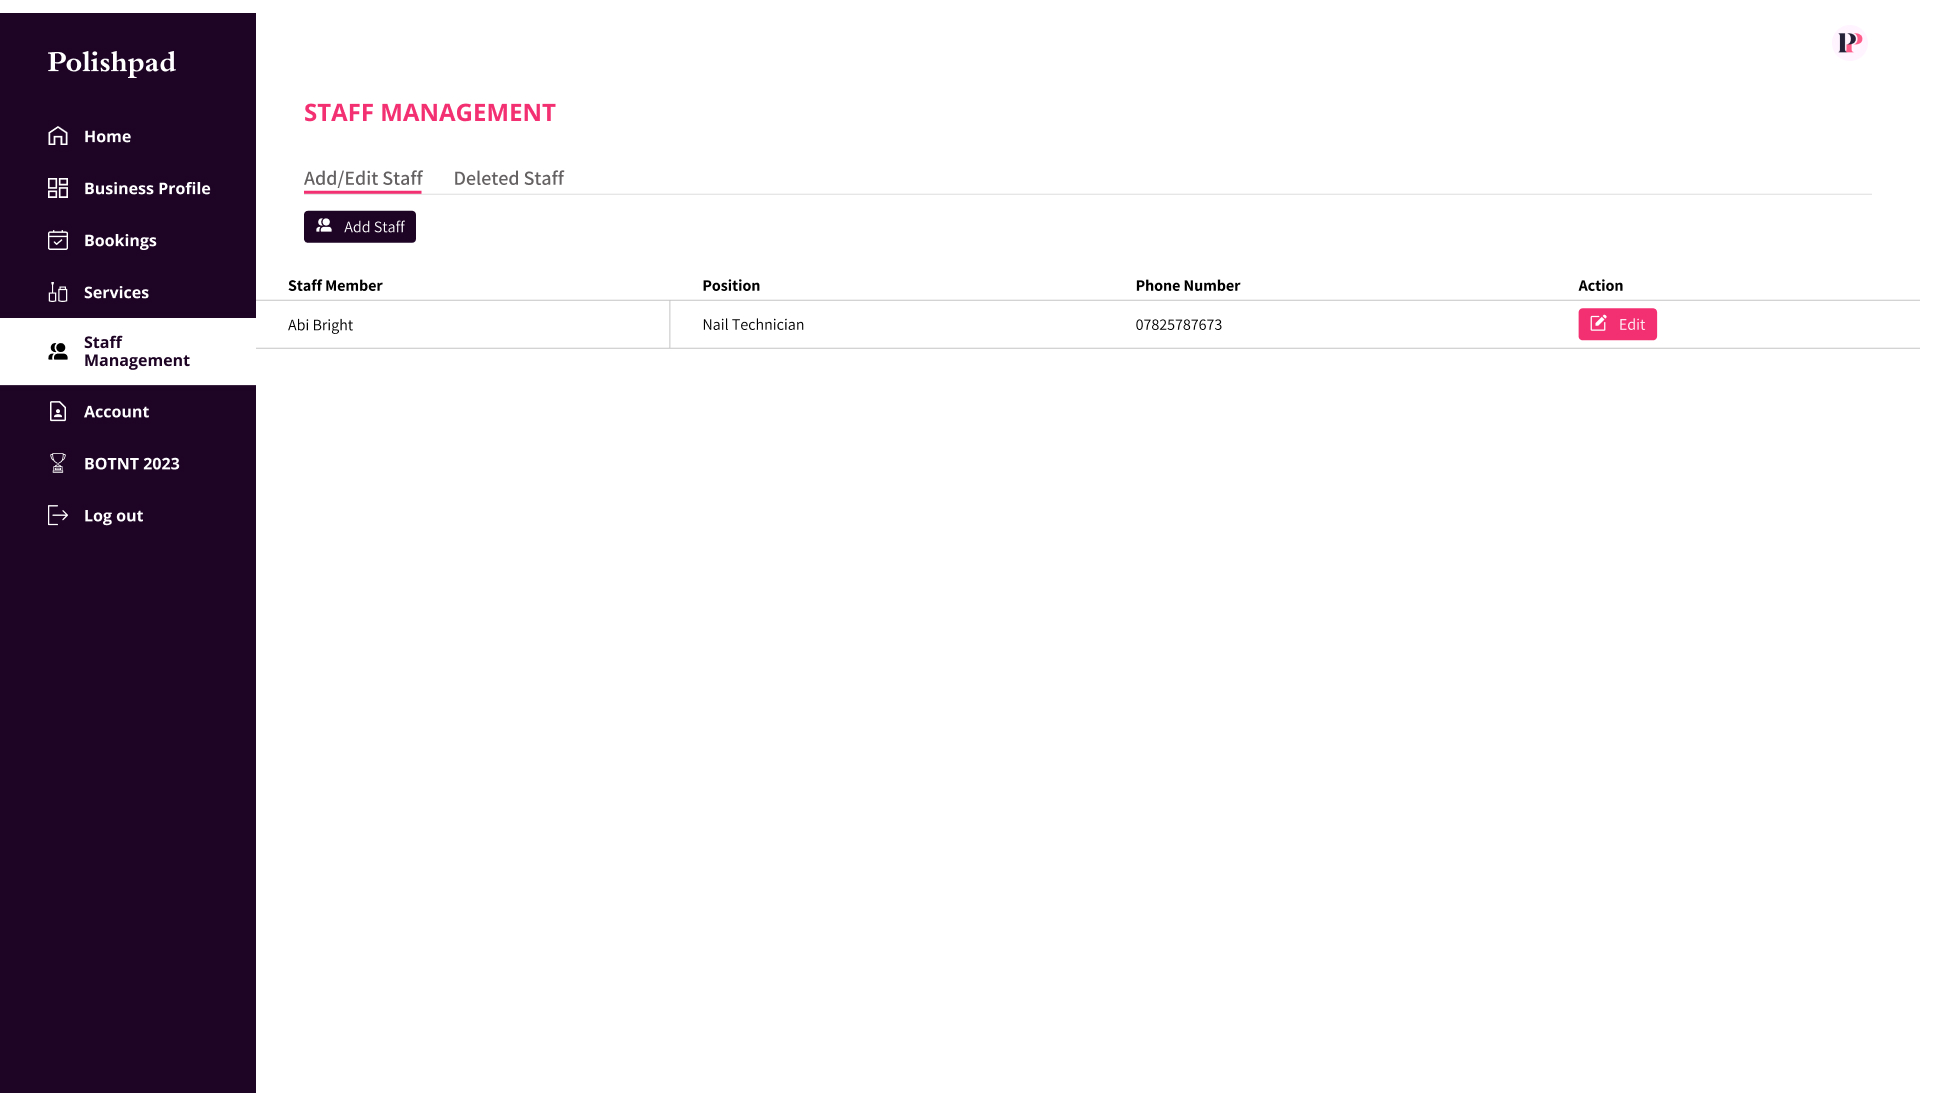 Polishpad
Home
Business Profile
Bookings
Services
Staff
Management
Account
BOTNT 2023
Log out
PP
STAFF MANAGEMENT
Add/Edit Staff Deleted Staff
Add Staff
Staff Member Position Phone Number Action
Abi Bright Nail Technician 07825787673 Edit